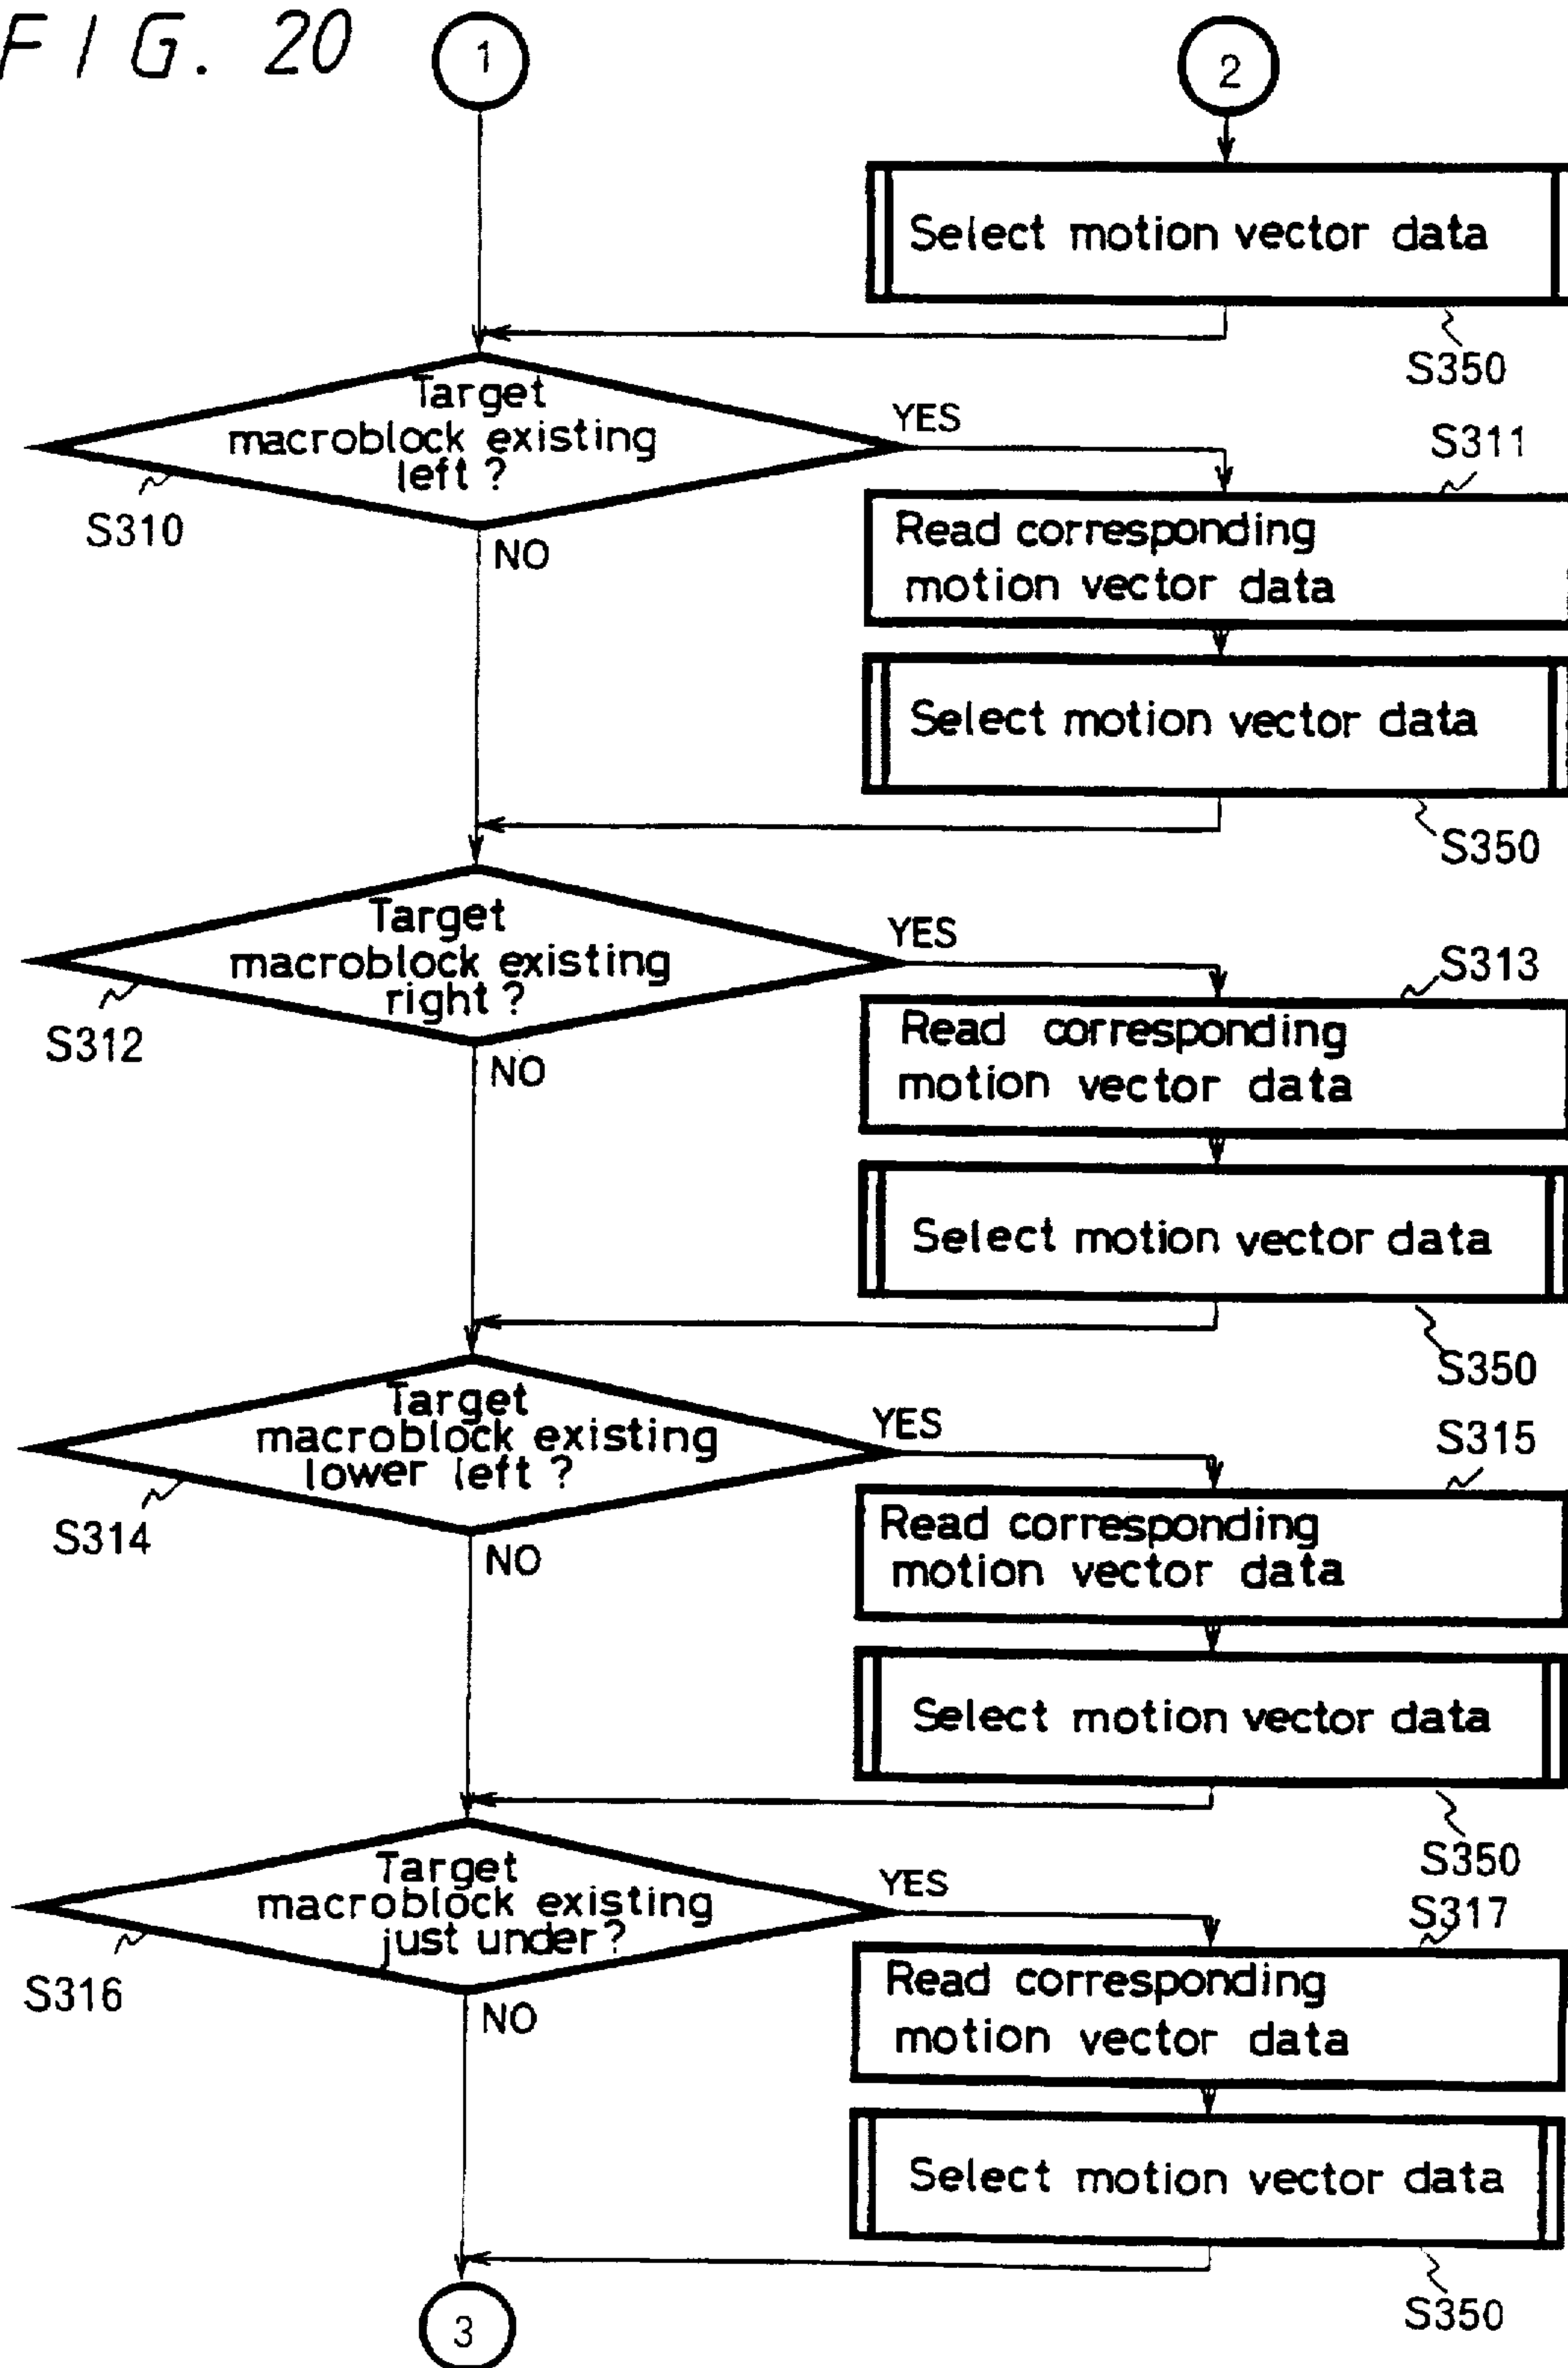 FIG. 20
1
2
Select motion vector data
S350
Target
macroblock existing
left ?
YES
S310
NO
S311
Read corresponding
motion vector data
Select motion vector data
S350
Target
macroblock existing
right ?
YES
S312
NO
S313
Read corresponding
motion vector data
Select motion vector data
S350
Target
macroblock existing
lower left ?
YES
S314
NO
S315
Read corresponding
motion vector data
Select motion vector data
S350
Target
macroblock existing
just under?
YES
S316
NO
S317
Read corresponding
motion vector data
Select motion vector data
S350
3